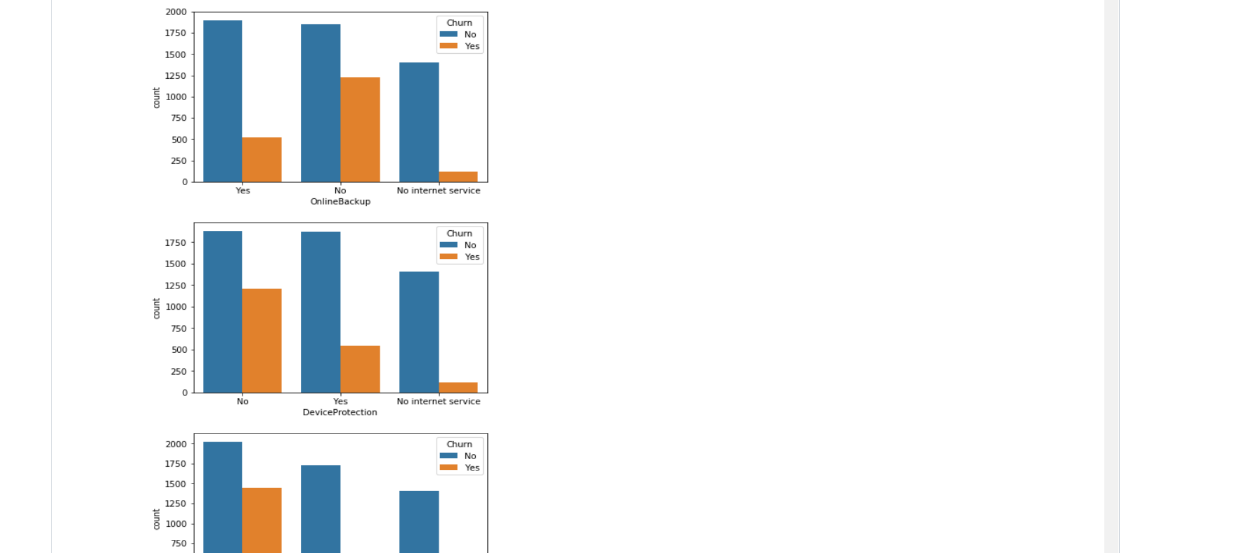 2000
Churn
No
1750
Yes
1500
1250
1000
count
750
500
250
0
Yes No No internet service
OnlineBackup
Churn
1750
No
Yes
1500
1250
1000
count
750
500
250
0
No Yes No internet service
DeviceProtection
Churn
2000
No
1750
Yes
1500
1250
1000
count
750